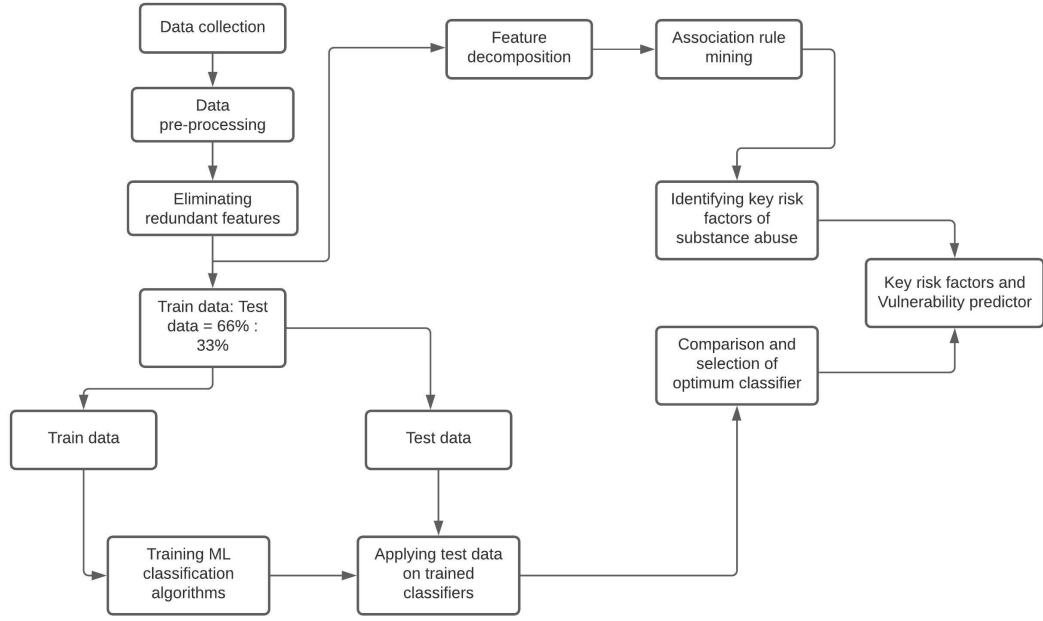 Data collection
Data
pre-processing
Eliminating
redundant features
Train data: Test
data = 66% :
33%
Train data
Test data
Training ML
classification
algorithms
Applying test data
on trained
classifiers
Feature
decomposition
Association rule
mining
Identifying key risk
factors of
substance abuse
Comparison and
selection of
optimum classifier
Key risk factors and
Vulnerability predictor